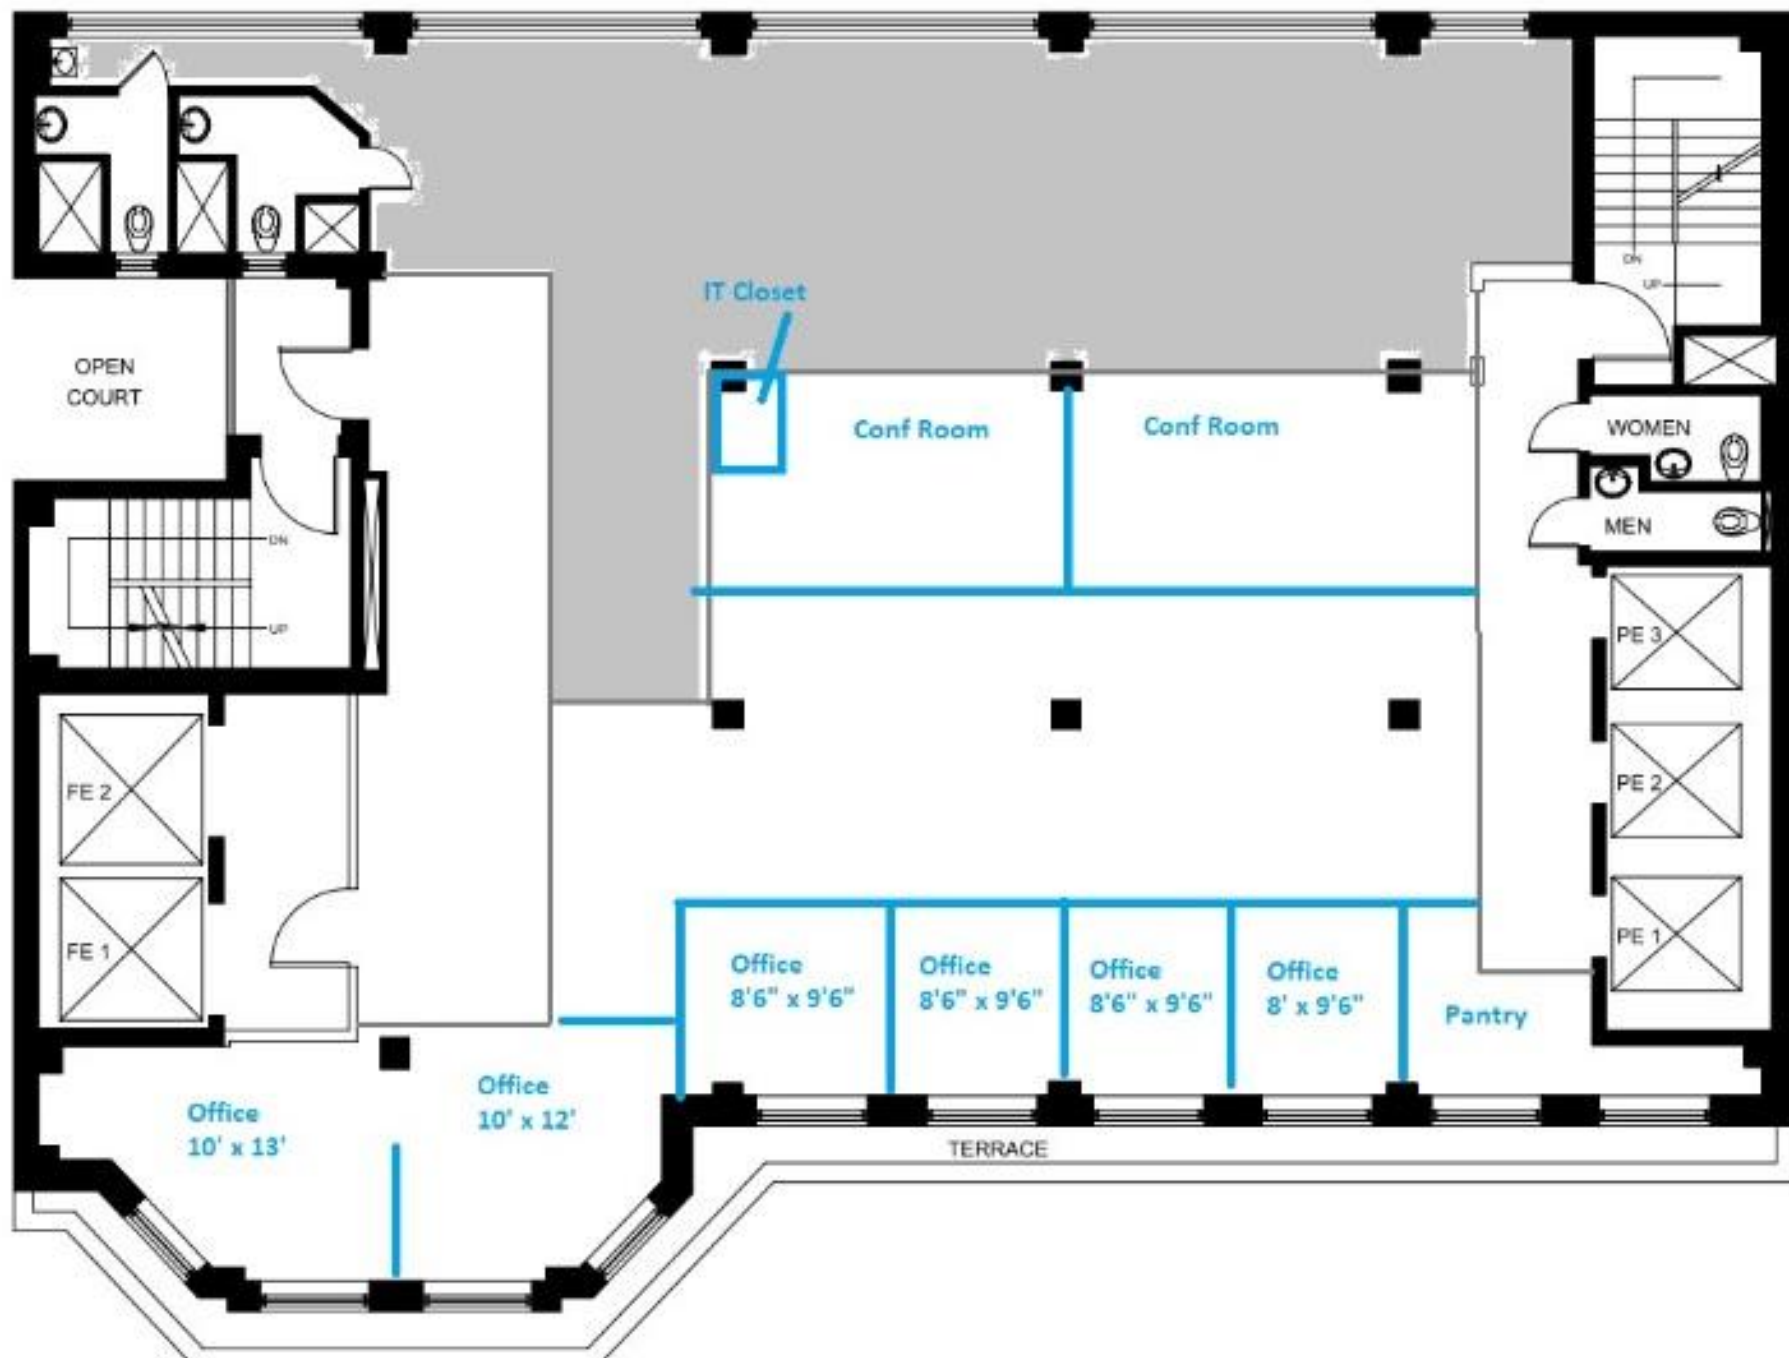 DN
UP
IT Closet
OPEN
COURT
Conf Room
Conf Room
WOMEN
MEN
DN
UP
PE 3
FE 2
PE 2
FE 1
PE 1
Office
8'6" x 9'6"
Office
8'6" x 9'6"
Office
8'6" x 9'6"
Office
8' x 9'6"
Pantry
Office
10' x 13'
Office
10' x 12'
TERRACE